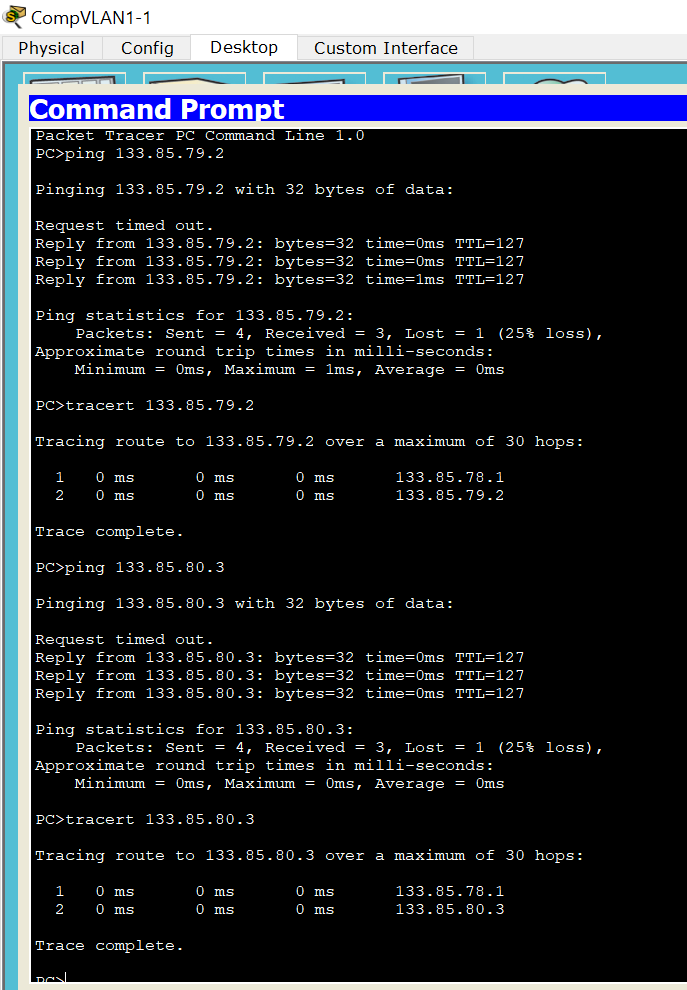 CompVLAN1-1
Physical Config Desktop Custom Interface
Command Prompt
Packet Tracer PC Command Line 1.0
PC>ping 133.85.79.2
Pinging 133.85.79.2 with 32 bytes of data:
Request timed out.
Reply from 133.85.79.2: bytes=32 time=0ms TTL=127
Reply from 133.85.79.2: bytes=32 time=0ms TTL=127
Reply from 133.85.79.2: bytes=32 time=1ms TTL=127
Ping statistics for 133.85.79.2:
    Packets: Sent = 4, Received = 3, Lost = 1 (25% loss),
Approximate round trip times in milli-seconds:
    Minimum = 0ms, Maximum = 1ms, Average = 0ms
PC>tracert 133.85.79.2
Tracing route to 133.85.79.2 over a maximum of 30 hops:
  1   0 ms      0 ms      0 ms      133.85.78.1
  2   0 ms      0 ms      0 ms      133.85.79.2
Trace complete.
PC>ping 133.85.80.3
Pinging 133.85.80.3 with 32 bytes of data:
Request timed out.
Reply from 133.85.80.3: bytes=32 time=0ms TTL=127
Reply from 133.85.80.3: bytes=32 time=0ms TTL=127
Reply from 133.85.80.3: bytes=32 time=0ms TTL=127
Ping statistics for 133.85.80.3:
    Packets: Sent = 4, Received = 3, Lost = 1 (25% loss),
Approximate round trip times in milli-seconds:
    Minimum = 0ms, Maximum = 0ms, Average = 0ms
PC>tracert 133.85.80.3
Tracing route to 133.85.80.3 over a maximum of 30 hops:
  1   0 ms      0 ms      0 ms      133.85.78.1
  2   0 ms      0 ms      0 ms      133.85.80.3
Trace complete.
PC>